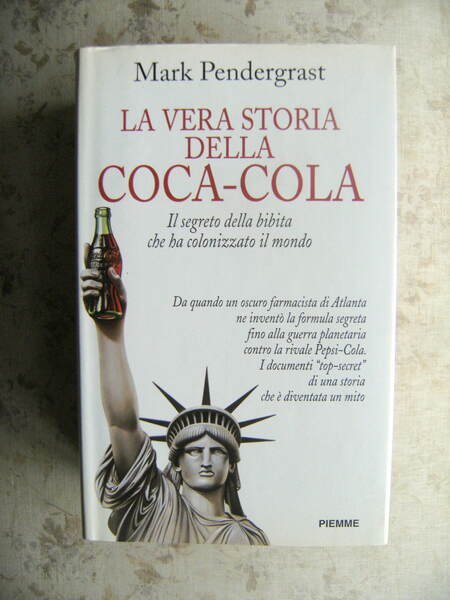 Mark Pendergrast
LA VERA STORIA
DELLA
COCA-COLA
Il segreto della bibita
che ha colonizzato il mondo
Da quando un oscuro farmacista di Atlanta
ne inventò la formula segreta
fino alla guerra planetaria
contro la rivale Pepsi-Cola.
I documenti "top-secret"
di una storia
che è diventata un mito
PIEMME